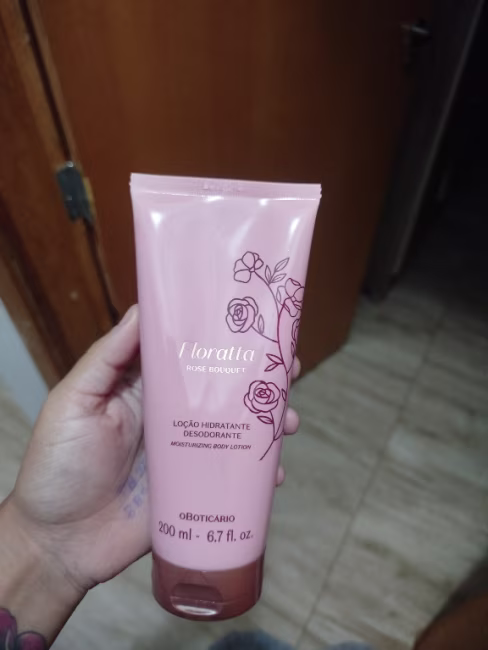 Floratta
ROSE BOUQUET
LOÇÃO HIDRATANTE
DESODORANTE
MOISTURIZING BODY LOTION
OBOTICÁRIO
200 ml - 6.7 fl. oz.